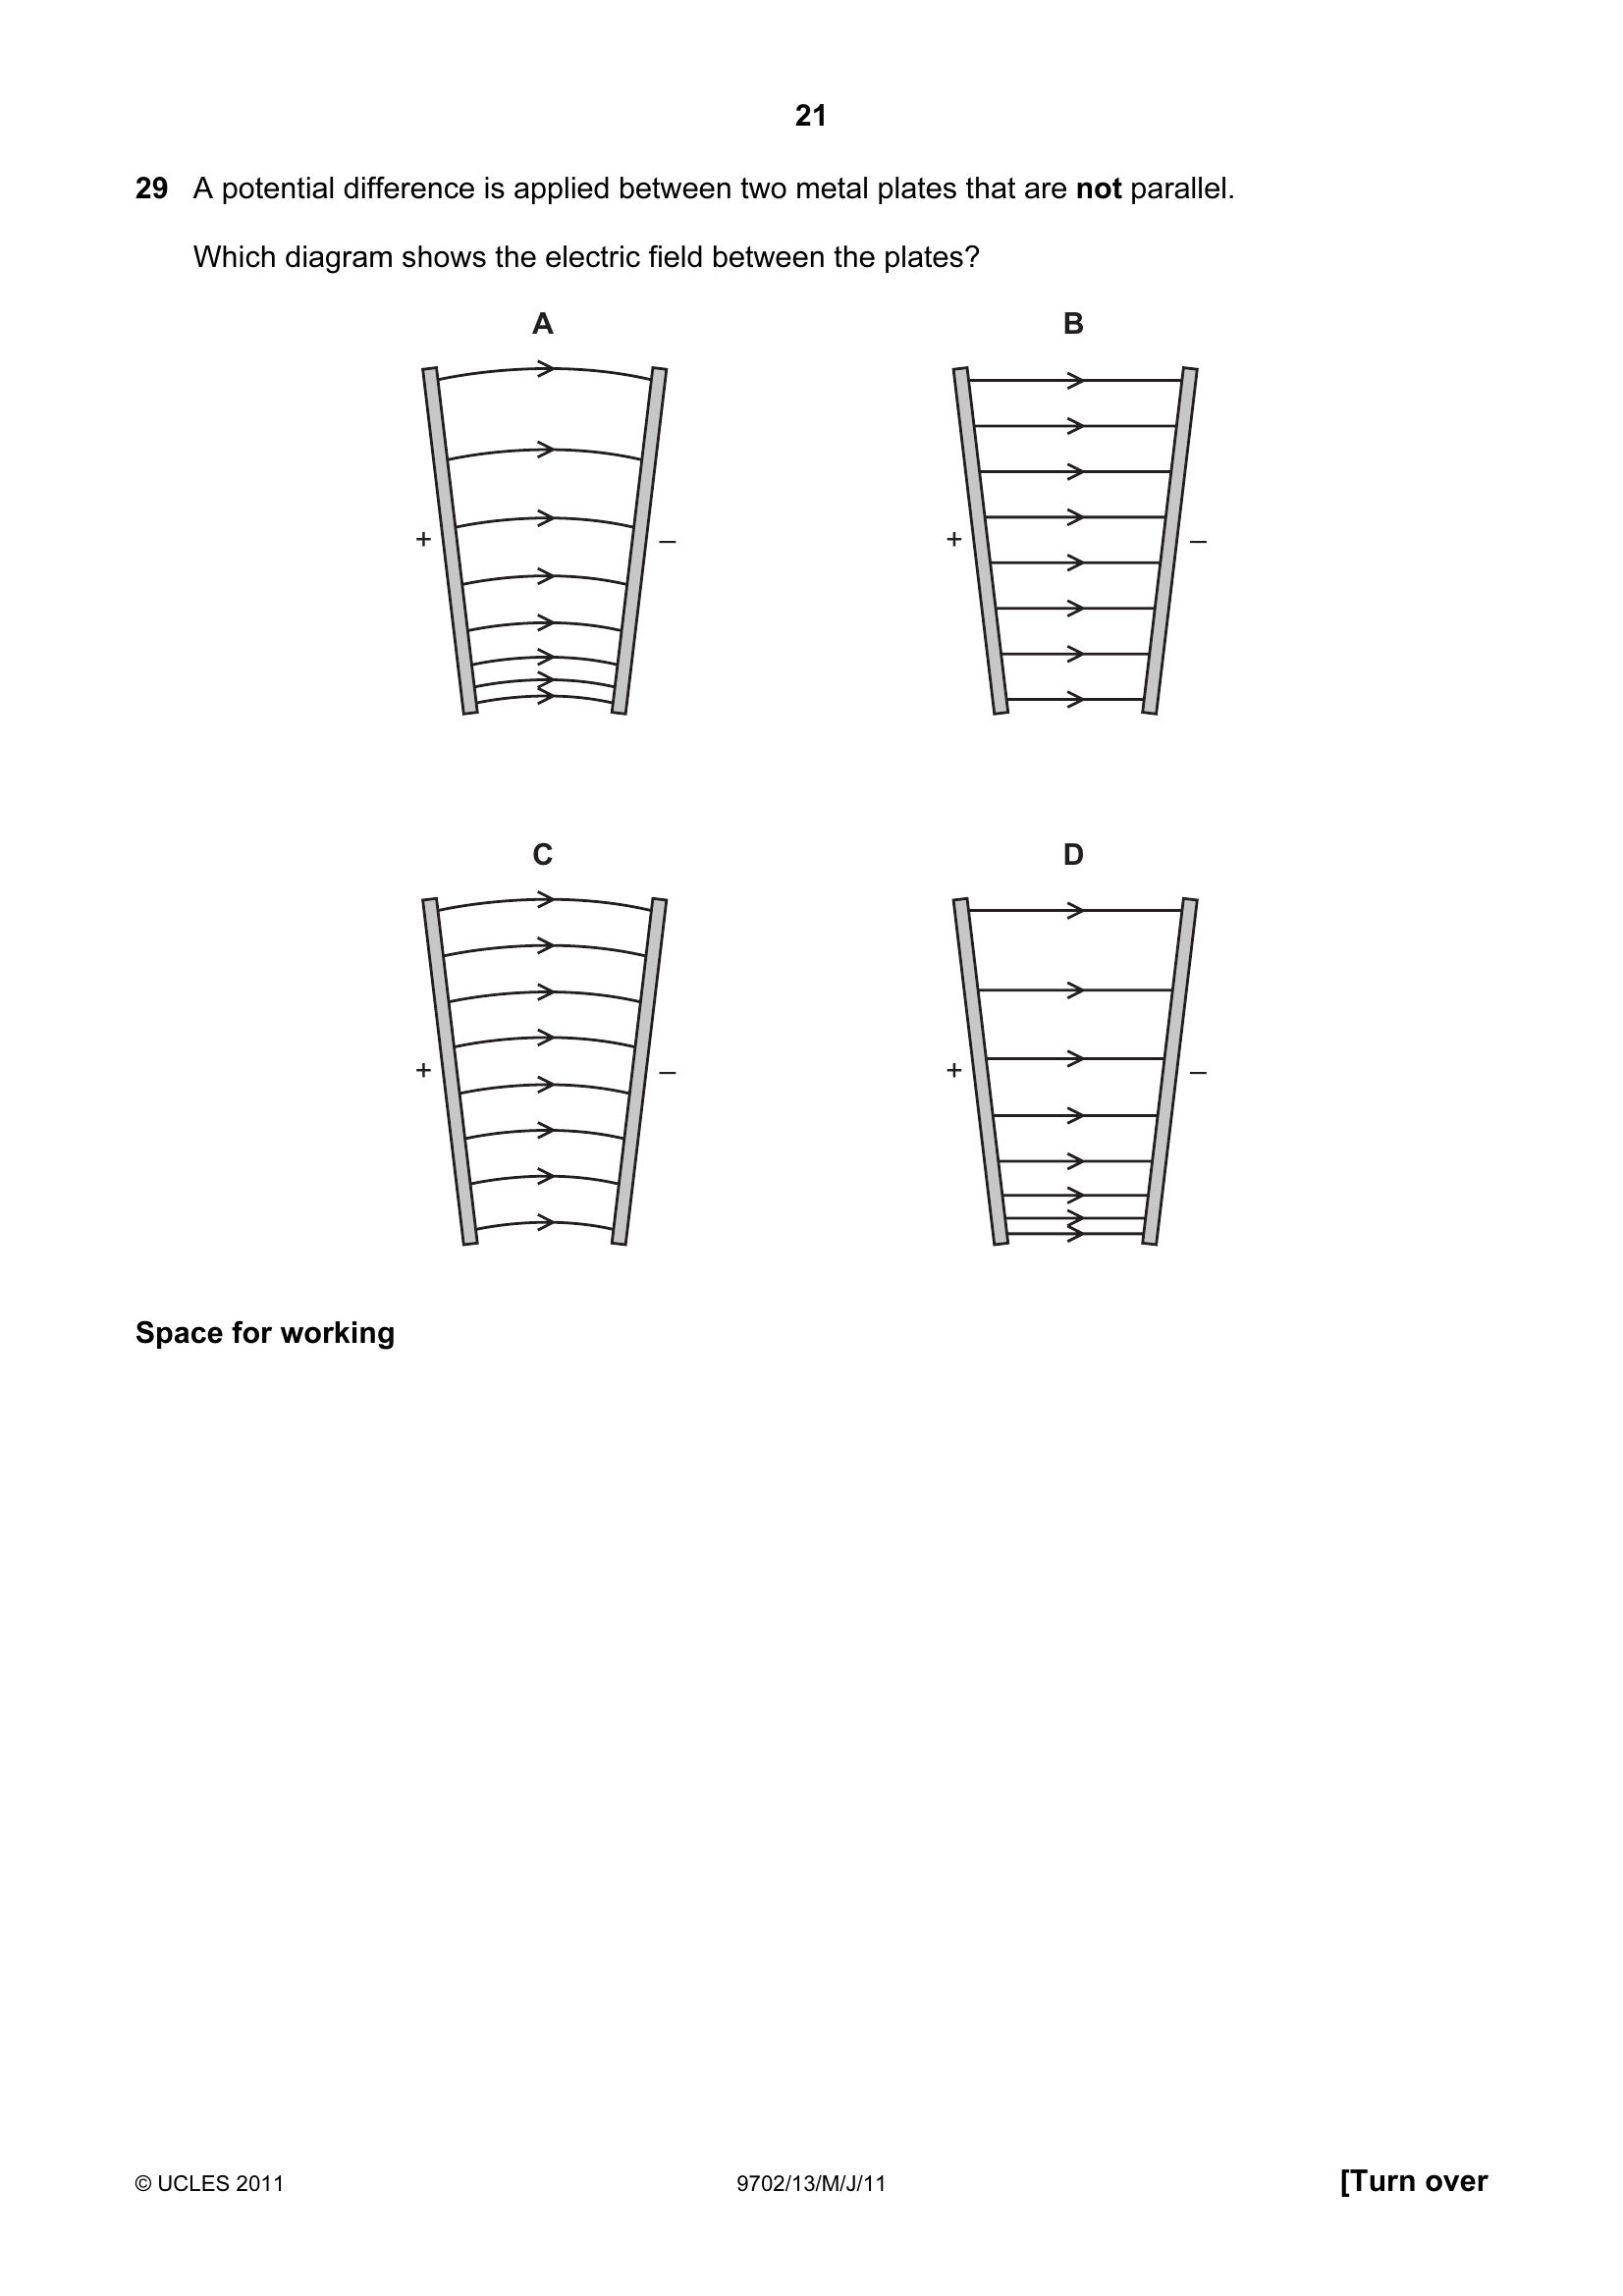 21
29 A potential difference is applied between two metal plates that are not parallel.
Which diagram shows the electric field between the plates?
A B
+ – + –
C D
+ – + –
Space for working
© UCLES 2011 9702/13/M/J/11 [Turn over